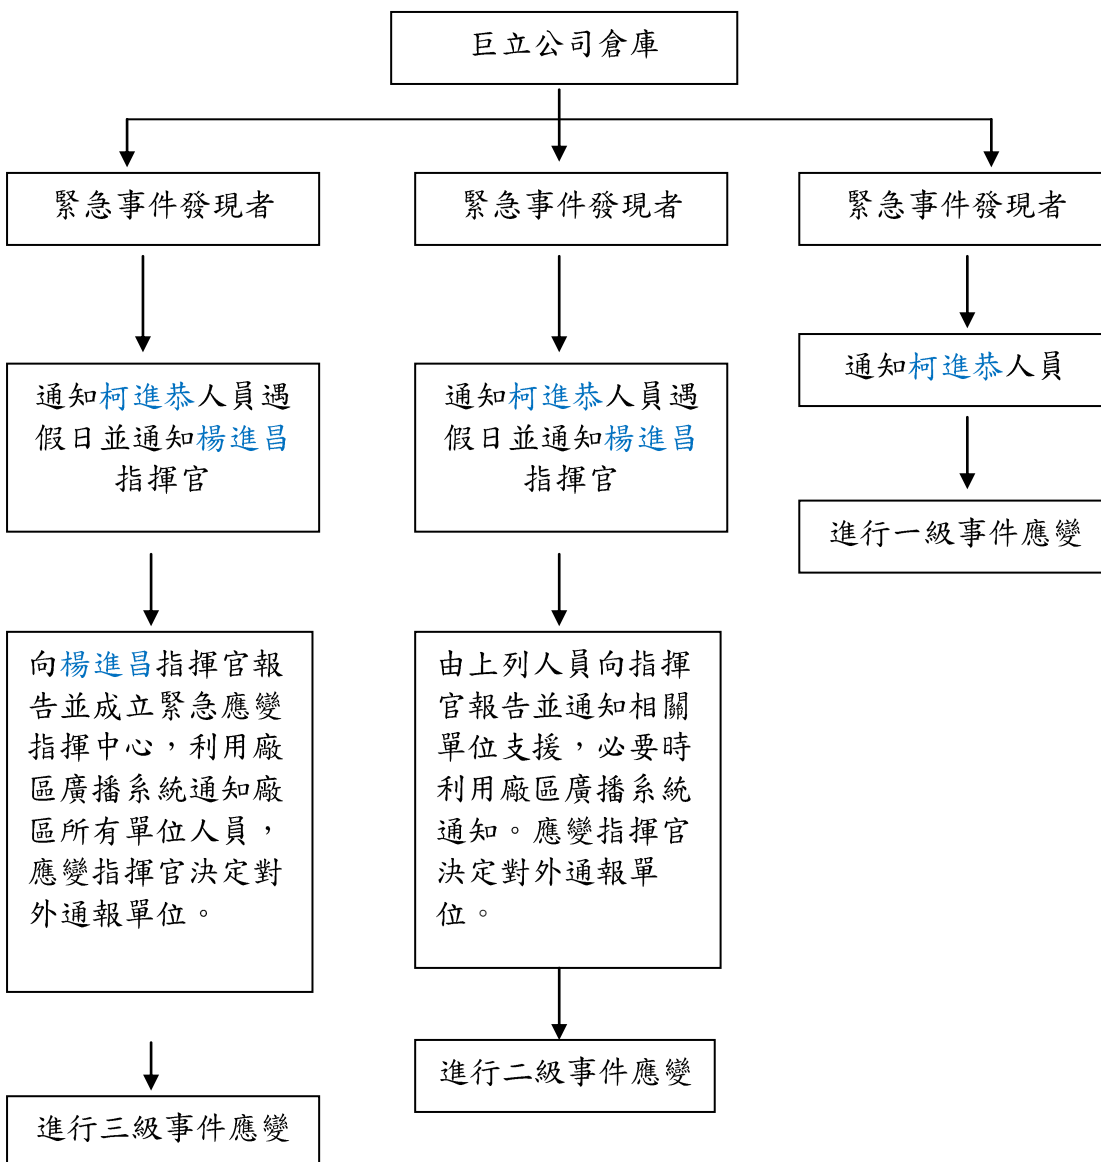 巨立公司倉庫
緊急事件發現者
緊急事件發現者
緊急事件發現者
通知柯進恭人員遇
假日並通知楊進昌
指揮官
通知柯進恭人員遇
假日並通知楊進昌
指揮官
通知柯進恭人員
進行一級事件應變
向楊進昌指揮官報
告並成立緊急應變
指揮中心，利用廠
區廣播系統通知廠
區所有單位人員，
應變指揮官決定對
外通報單位。
由上列人員向指揮
官報告並通知相關
單位支援，必要時
利用廠區廣播系統
通知。應變指揮官
決定對外通報單
位。
進行二級事件應變
進行三級事件應變